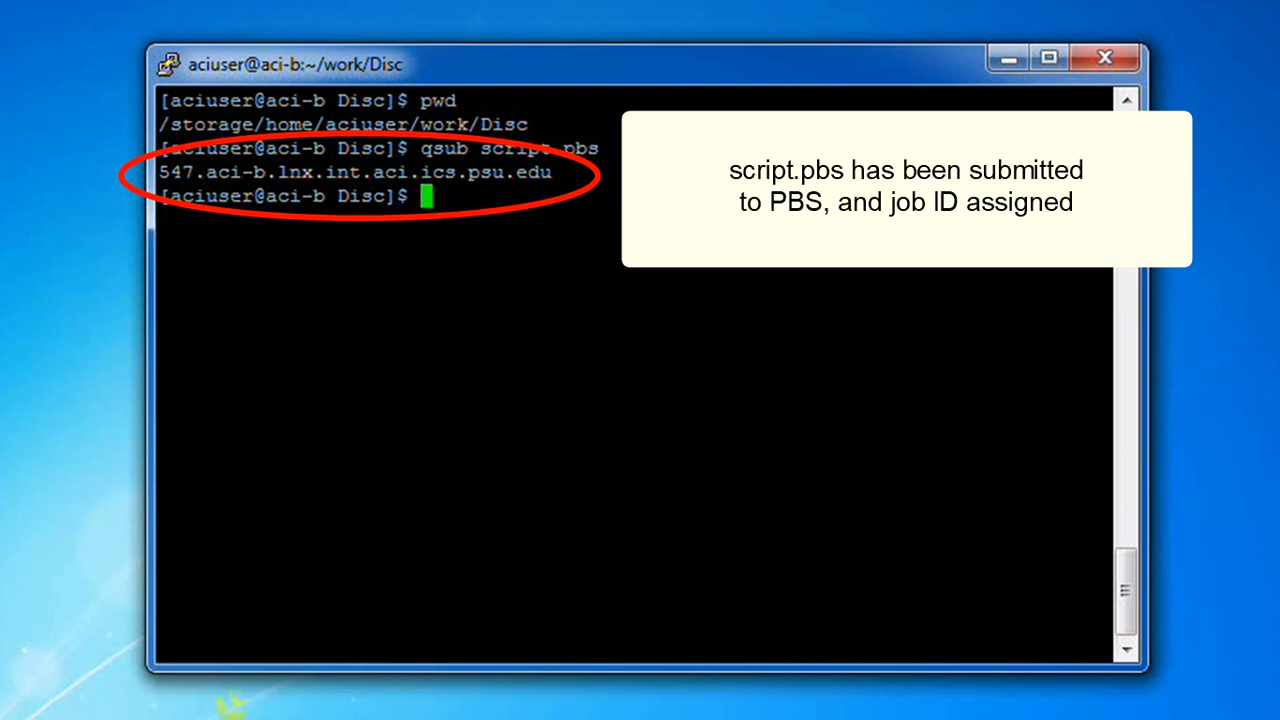 aciuser@aci-b:~/work/Disc
[aciuser@aci-b Disc]$ pwd
/storage/home/aciuser/work/Disc
[aciuser@aci-b Disc]$ qsub script.pbs
547.aci-b.lnx.int.aci.ics.psu.edu
[aciuser@aci-b Disc]$
script.pbs has been submitted
to PBS, and job ID assigned